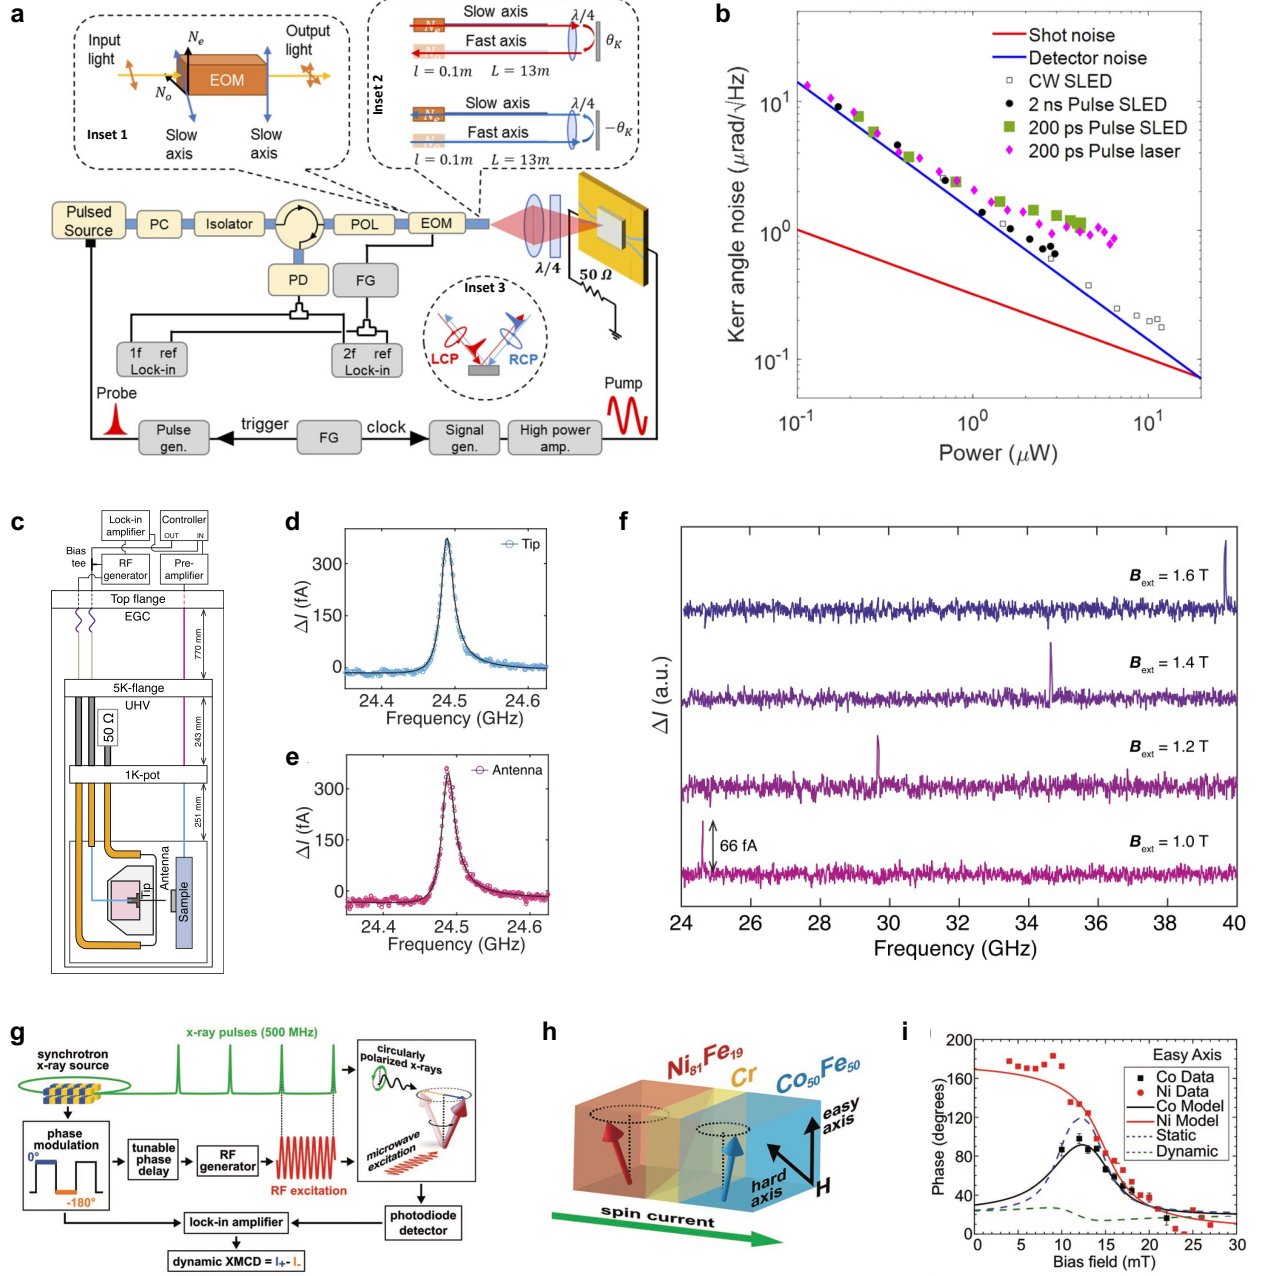 a
Input light
N_e
Output light
EOM
N_o
Inset 1
Slow axis
Slow axis
Inset 2
Slow axis
λ/4
N_e
Fast axis
θ_K
l = 0.1m L = 13m
Slow axis
λ/4
N_e
Fast axis
−θ_K
l = 0.1m L = 13m
Pulsed Source
PC
Isolator
POL
EOM
λ/4
50 Ω
PD
FG
Inset 3
LCP
RCP
1f ref
Lock-in
2f ref
Lock-in
Probe
Pump
Pulse gen.
trigger
FG
clock
Signal gen.
High power amp.
b
Kerr angle noise (μrad/√Hz)
10^1
10^0
10^-1
Shot noise
Detector noise
CW SLED
2 ns Pulse SLED
200 ps Pulse SLED
200 ps Pulse laser
10^-1 10^0 10^1
Power (μW)
c
Lock-in amplifier
Controller
OUT IN
Bias tee
RF generator
Pre-amplifier
Top flange
EGC
770 mm
5K-flange
UHV
50 Ω
243 mm
1K-pot
251 mm
Tip
Antenna
Sample
d
ΔI (fA)
300
150
0
Tip
24.4 24.5 24.6
Frequency (GHz)
e
ΔI (fA)
300
150
0
Antenna
24.4 24.5 24.6
Frequency (GHz)
f
ΔI (a.u.)
B_ext = 1.6 T
B_ext = 1.4 T
B_ext = 1.2 T
B_ext = 1.0 T
66 fA
24 26 28 30 32 34 36 38 40
Frequency (GHz)
g
x-ray pulses (500 MHz)
synchrotron x-ray source
circularly polarized x-rays
phase modulation
0°
-180°
tunable phase delay
RF generator
RF excitation
microwave excitation
lock-in amplifier
photodiode detector
dynamic XMCD = I+- I-
h
Ni81Fe19
Cr
Co50Fe50
easy axis
hard axis
H
spin current
i
Phase (degrees)
200
160
120
80
40
0
Easy Axis
Co Data
Ni Data
Co Model
Ni Model
Static
Dynamic
0 5 10 15 20 25 30
Bias field (mT)